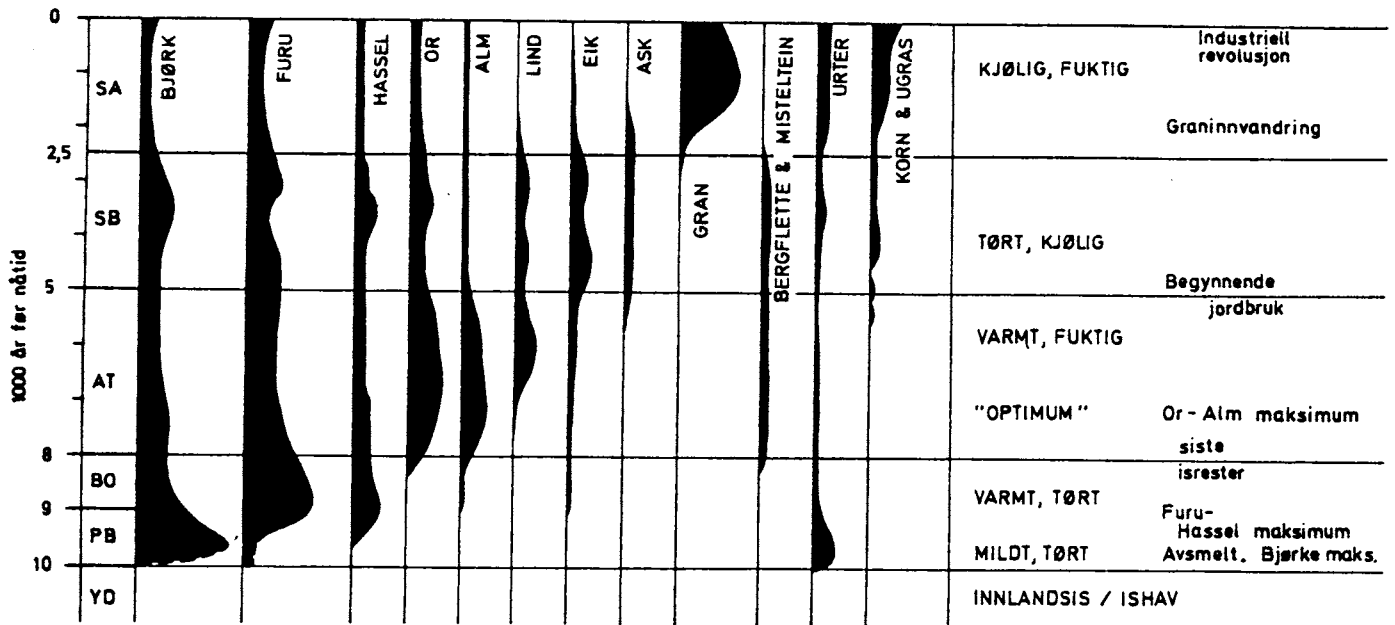 1000 år før nåtid
0
2,5
5
8
9
10
SA
SB
AT
BO
PB
YD
BJØRK
FURU
HASSEL
OR
ALM
LIND
EIK
ASK
GRAN
BERGFLETTE & MISTELTEIN
URTER
KORN & UGRAS
KJØLIG, FUKTIG
TØRT, KJØLIG
VARMT, FUKTIG
"OPTIMUM"
VARMT, TØRT
MILDT, TØRT
INNLANDSIS / ISHAV
Industriell
revolusjon
Graninnvandring
Begynnende
jordbruk
Or-Alm maksimum
siste
isrester
Furu-
Hassel maksimum
Avsmelt. Bjørke maks.